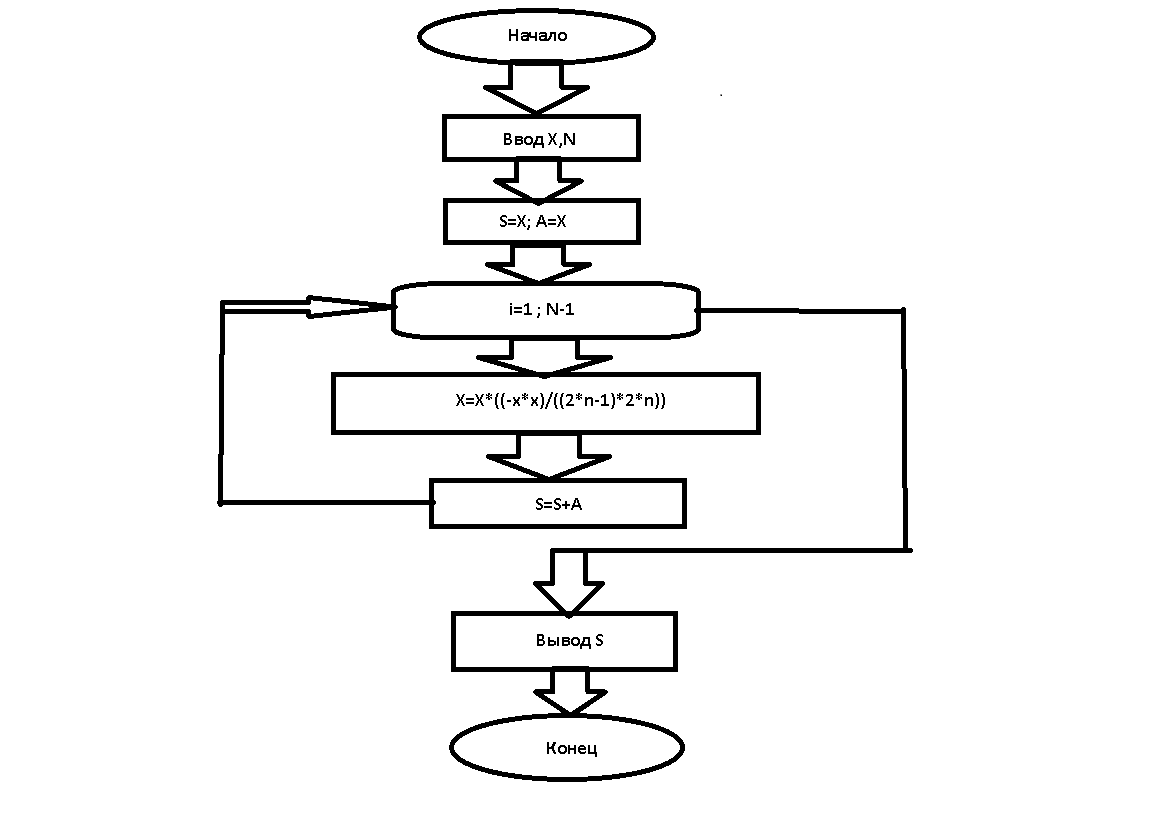 Начало
Ввод X,N
S=X; A=X
i=1 ; N-1
X=X*((-x*x)/((2*n-1)*2*n))
S=S+A
Вывод S
Конец